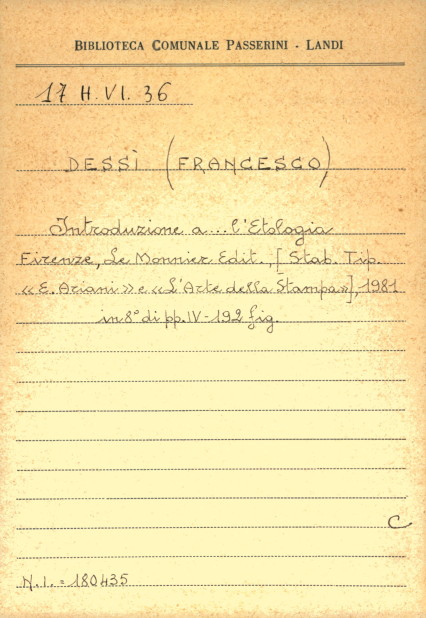 BIBLIOTECA COMUNALE PASSERINI - LANDI
17 H. VI. 36
DESSÌ (FRANCESCO)
Introduzione a... l'Etologia
Firenze, Le Monnier Edit., [Stab. Tip.
«E. Ariani» e «L'Arte della Stampa»], 1981
in 8° di pp. IV-192 fig.
C
N.I. = 180435